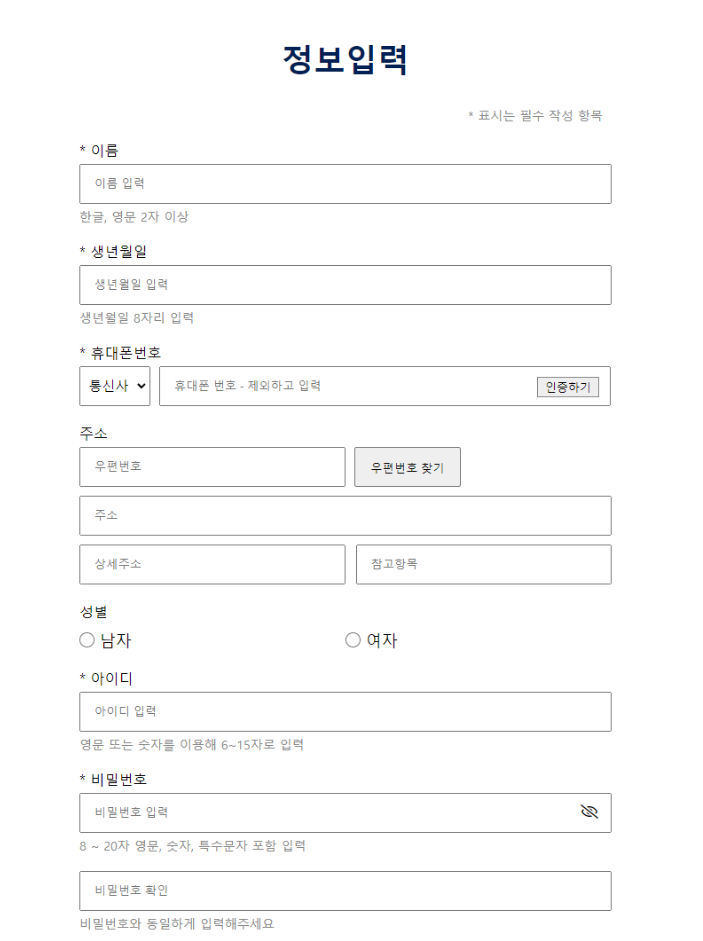 정보입력
* 표시는 필수 작성 항목
* 이름
이름 입력
한글, 영문 2자 이상
* 생년월일
생년월일 입력
생년월일 8자리 입력
* 휴대폰번호
통신사 휴대폰 번호 - 제외하고 입력 인증하기
주소
우편번호 우편번호 찾기
주소
상세주소 참고항목
성별
남자 여자
* 아이디
아이디 입력
영문 또는 숫자를 이용해 6~15자로 입력
* 비밀번호
비밀번호 입력
8 ~ 20자 영문, 숫자, 특수문자 포함 입력
비밀번호 확인
비밀번호와 동일하게 입력해주세요